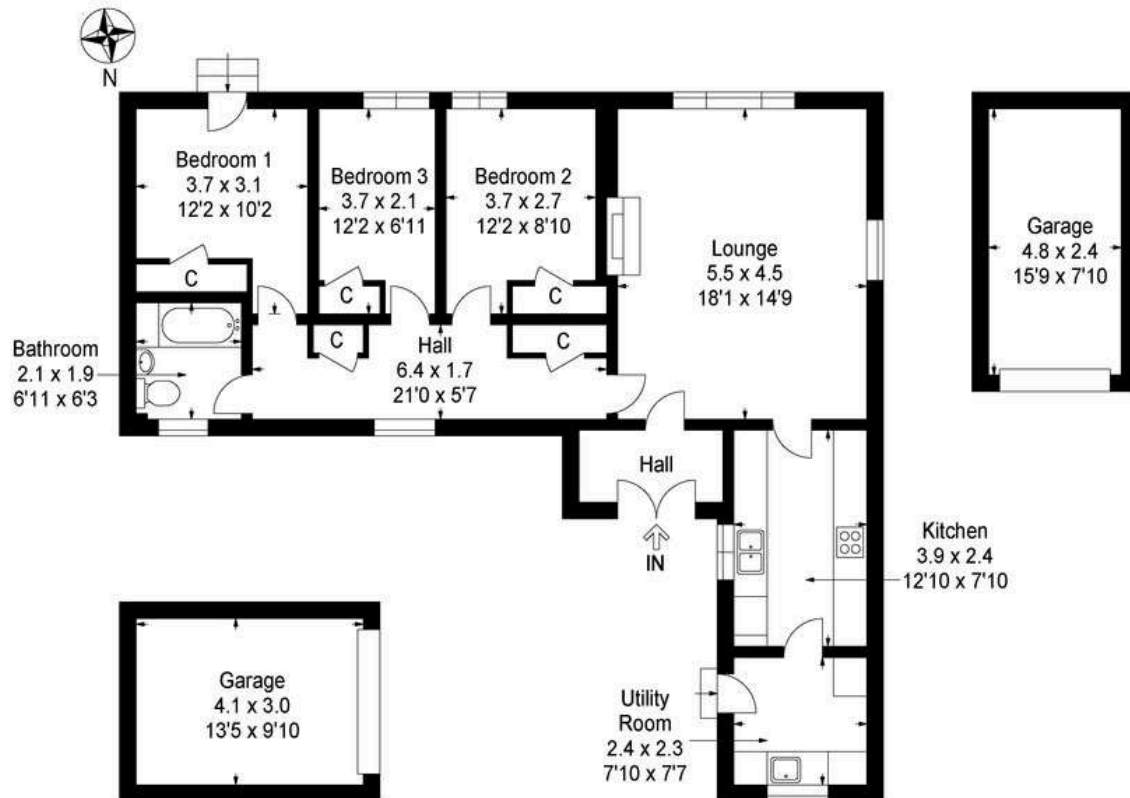 N
Bedroom 1
3.7 x 3.1
12'2 x 10'2
Bedroom 3
3.7 x 2.1
12'2 x 6'11
Bedroom 2
3.7 x 2.7
12'2 x 8'10
Lounge
5.5 x 4.5
18'1 x 14'9
Garage
4.8 x 2.4
15'9 x 7'10
C
C
C
C
C
Bathroom
2.1 x 1.9
6'11 x 6'3
Hall
6.4 x 1.7
21'0 x 5'7
Hall
IN
Kitchen
3.9 x 2.4
12'10 x 7'10
Garage
4.1 x 3.0
13'5 x 9'10
Utility
Room
2.4 x 2.3
7'10 x 7'7